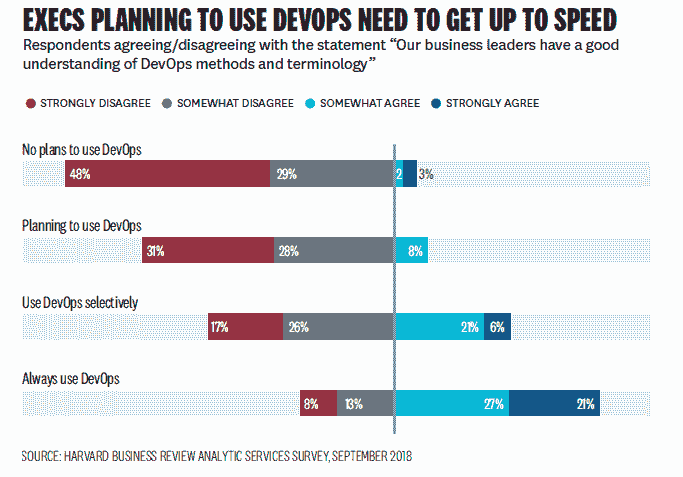 EXECS PLANNING TO USE DEVOPS NEED TO GET UP TO SPEED
Respondents agreeing/disagreeing with the statement “Our business leaders have a good
understanding of DevOps methods and terminology”
STRONGLY DISAGREE SOMEWHAT DISAGREE SOMEWHAT AGREE STRONGLY AGREE
No plans to use DevOps
48% 29% 2 3%
Planning to use DevOps
31% 28% 8%
Use DevOps selectively
17% 26% 21% 6%
Always use DevOps
8% 13% 27% 21%
SOURCE: HARVARD BUSINESS REVIEW ANALYTIC SERVICES SURVEY, SEPTEMBER 2018